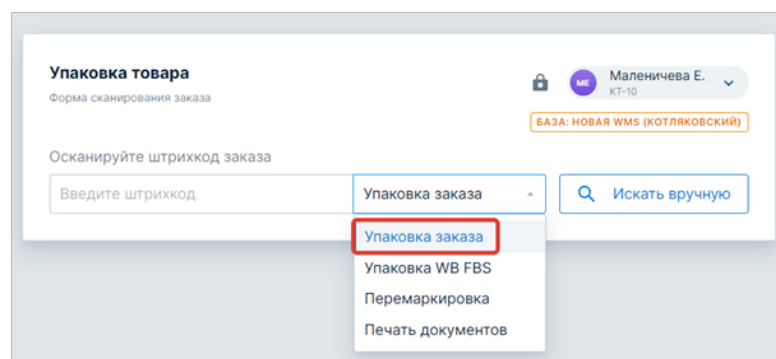 Упаковка товара
Форма сканирования заказа
ME
Маленичева Е.
КТ-10
БАЗА: НОВАЯ WMS (КОТЛЯКОВСКИЙ)
Осканируйте штрихкод заказа
Введите штрихкод
Упаковка заказа
Искать вручную
Упаковка заказа
Упаковка WB FBS
Перемаркировка
Печать документов